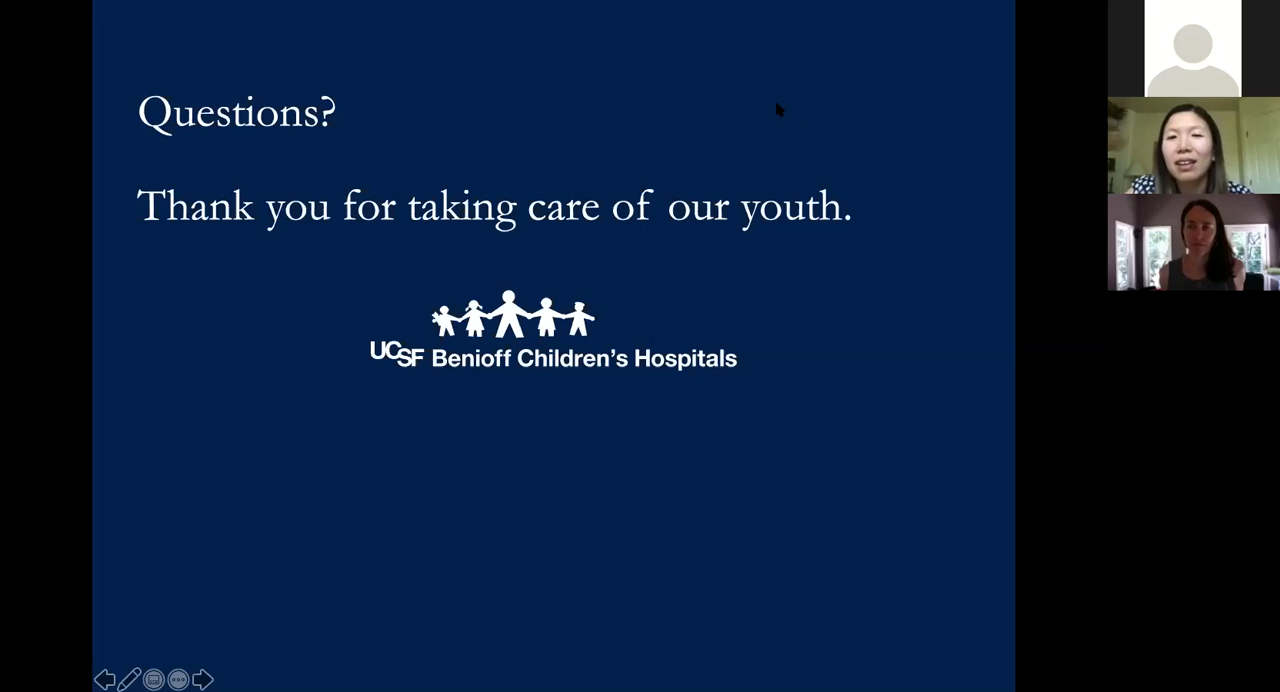 Questions?
Thank you for taking care of our youth.
UCSF Benioff Children's Hospitals